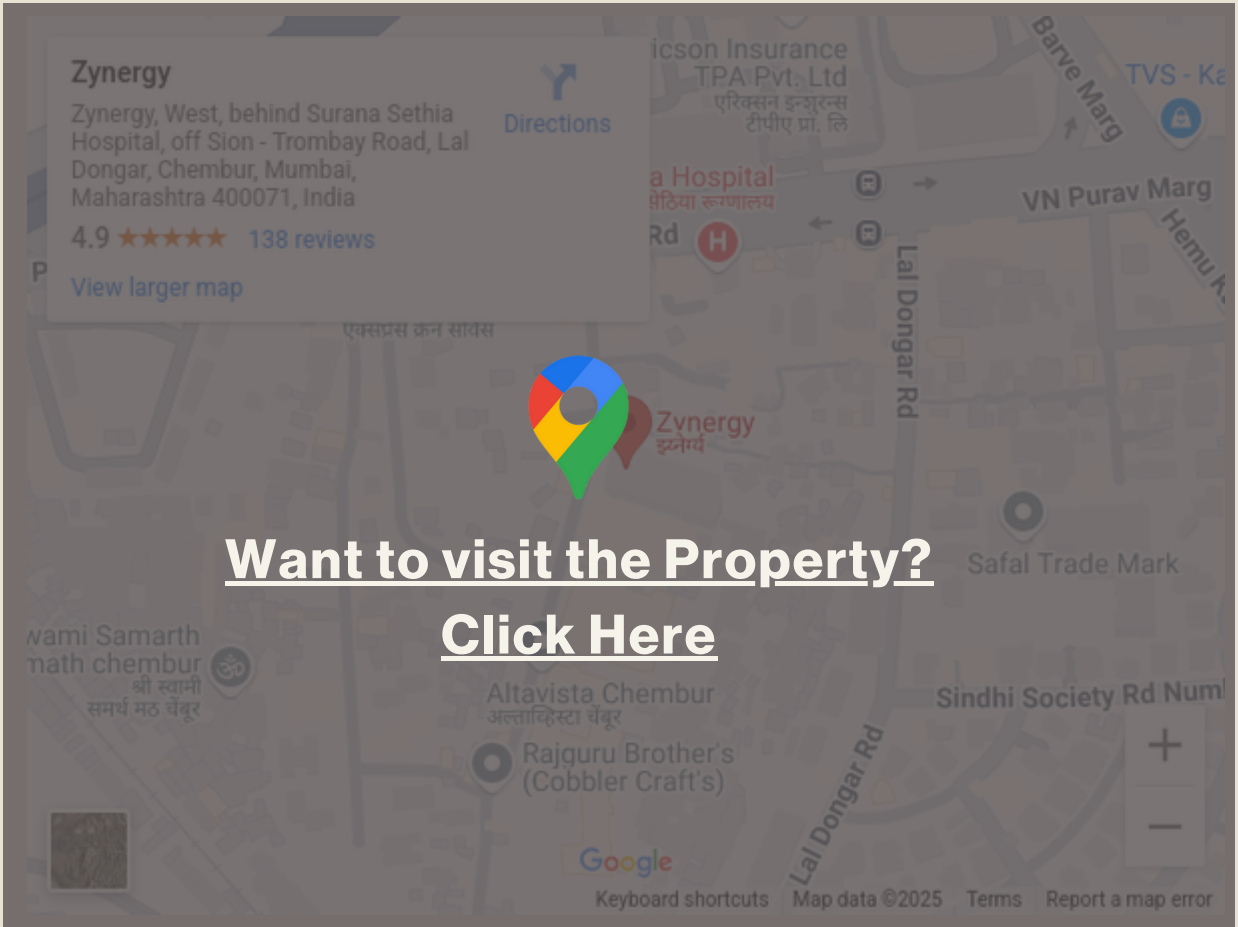 Zynergy
Zynergy, West, behind Surana Sethia
Hospital, off Sion - Trombay Road, Lal
Dongar, Chembur, Mumbai,
Maharashtra 400071, India
4.9 138 reviews
View larger map
Directions
icson Insurance
TPA Pvt. Ltd
एरिक्सन इन्शुरन्स
टीपीए प्रा. लि
Barve Marg
TVS - Ka
a Hospital
सेठिया रूग्णालय
Rd
H
VN Purav Marg
Hemu K
P
एक्सप्रेस क्रेन सर्विस
Lal Dongar Rd
Zynergy
झ्य्नेर्ग्य
Want to visit the Property?
Click Here
Safal Trade Mark
wami Samarth
math chembur
श्री स्वामी
समर्थ मठ चेंबूर
ॐ
Altavista Chembur
अल्ताव्हिस्टा चेंबूर
Sindhi Society Rd Num
Rajguru Brother's
(Cobbler Craft's)
Lal Dongar Rd
+
−
Google
Keyboard shortcuts Map data ©2025 Terms Report a map error